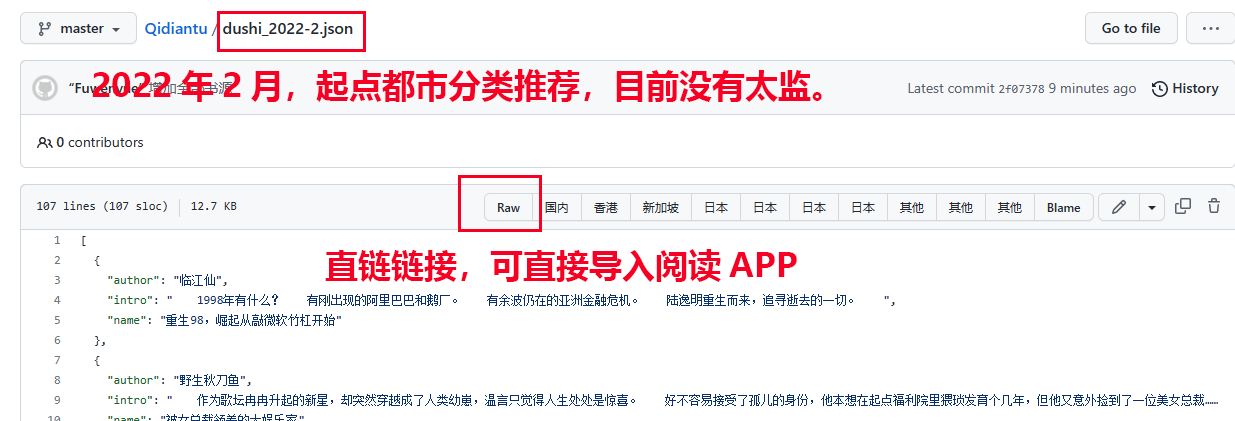 master Qidiantu / dushi_2022-2.json Go to file ...
2022 年 2 月，起点都市分类推荐，目前没有太监。
Latest commit 2f07378 9 minutes ago History
0 contributors
107 lines (107 sloc) 12.7 KB Raw 国内 香港 新加坡 日本 日本 日本 日本 其他 其他 其他 Blame
直链链接，可直接导入阅读 APP
1 [
2 {
3 "author": "临江仙",
4 "intro": " 1998年有什么? 有刚出现的阿里巴巴和鹅厂。 有余波仍在的亚洲金融危机。 陆逸明重生而来，追寻逝去的一切。 ",
5 "name": "重生98，崛起从敲微软竹杠开始"
6 },
7 {
8 "author": "野生秋刀鱼",
9 "intro": " 作为歌坛冉冉升起的新星，却突然穿越成了人类幼崽，温言只觉得人生处处是惊喜。 好不容易接受了孤儿的身份，他本想在起点福利院里猥琐发育个几年，但他又意外捡到了一位美女总裁……
10 "name": "被女总裁领养的大娱乐家"